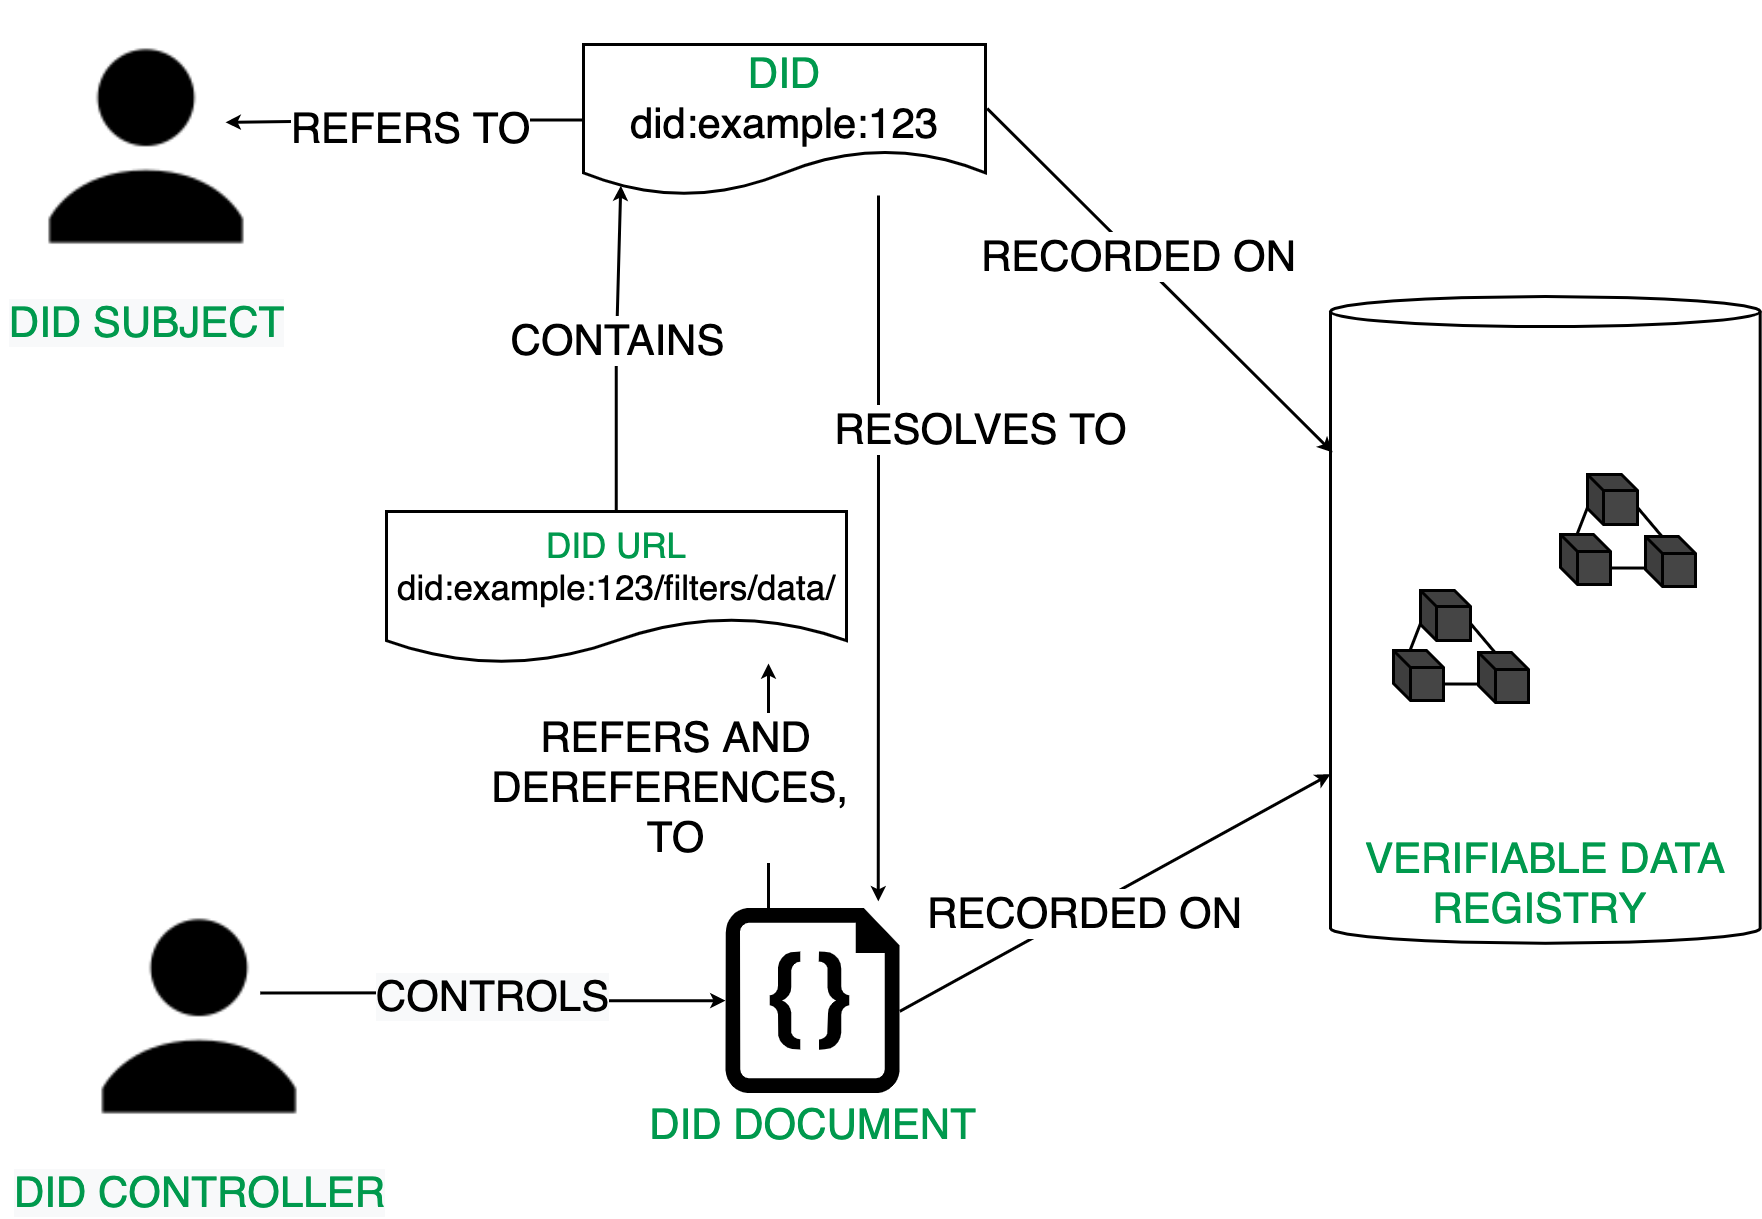 DID
did:example:123
REFERS TO
RECORDED ON
DID SUBJECT
CONTAINS
RESOLVES TO
DID URL
did:example:123/filters/data/
REFERS AND
DEREFERENCES,
TO
VERIFIABLE DATA
REGISTRY
RECORDED ON
CONTROLS
{}
DID DOCUMENT
DID CONTROLLER